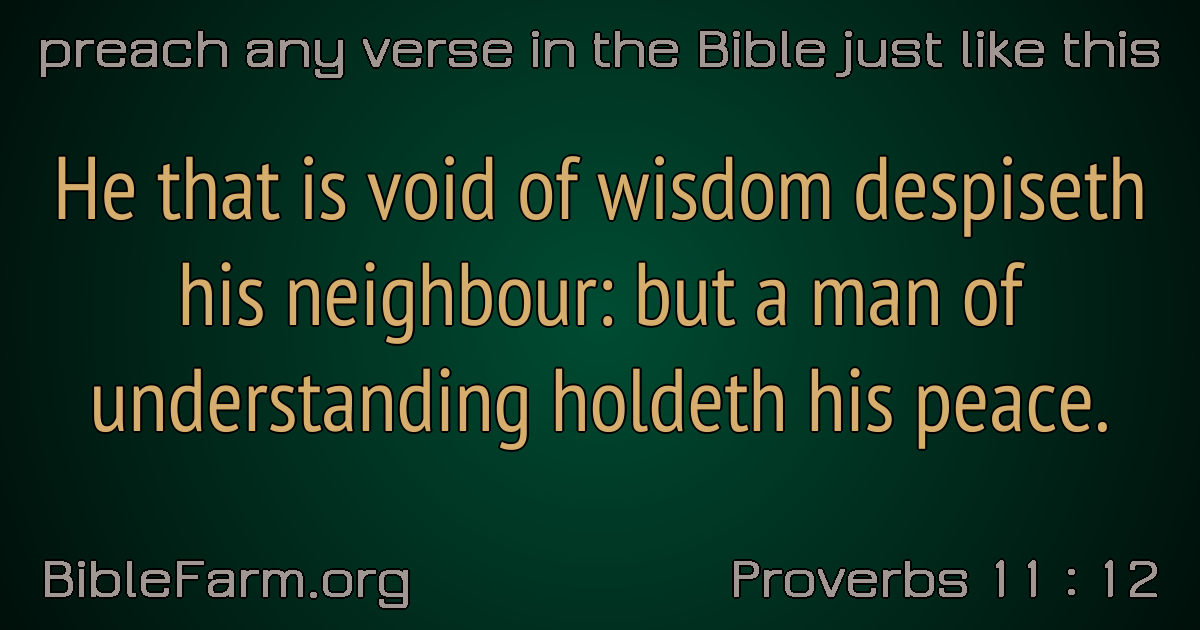 preach any verse in the Bible just like this
He that is void of wisdom despiseth
his neighbour: but a man of
understanding holdeth his peace.
BibleFarm.org
Proverbs 11 : 12